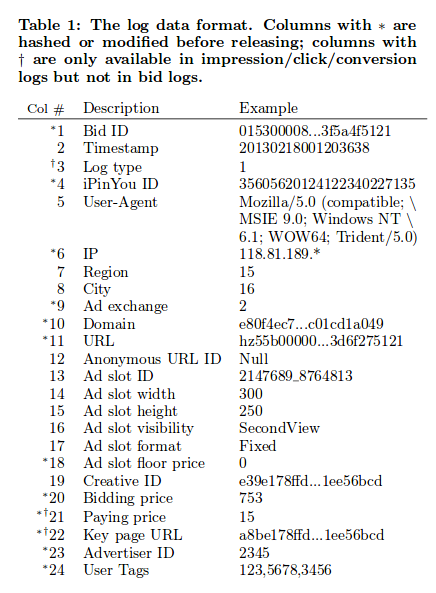 Table 1: The log data format. Columns with ∗ are
hashed or modified before releasing; columns with
† are only available in impression/click/conversion
logs but not in bid logs.
Col # Description Example
*1 Bid ID 015300008...3f5a4f5121
2 Timestamp 20130218001203638
†3 Log type 1
*4 iPinYou ID 35605620124122340227135
5 User-Agent Mozilla/5.0 (compatible; \
MSIE 9.0; Windows NT \
6.1; WOW64; Trident/5.0)
*6 IP 118.81.189.*
7 Region 15
8 City 16
*9 Ad exchange 2
*10 Domain e80f4ec7...c01cd1a049
*11 URL hz55b00000...3d6f275121
12 Anonymous URL ID Null
13 Ad slot ID 2147689_8764813
14 Ad slot width 300
15 Ad slot height 250
16 Ad slot visibility SecondView
17 Ad slot format Fixed
*18 Ad slot floor price 0
19 Creative ID e39e178ffd...1ee56bcd
*20 Bidding price 753
*†21 Paying price 15
*†22 Key page URL a8be178ffd...1ee56bcd
*23 Advertiser ID 2345
*24 User Tags 123,5678,3456